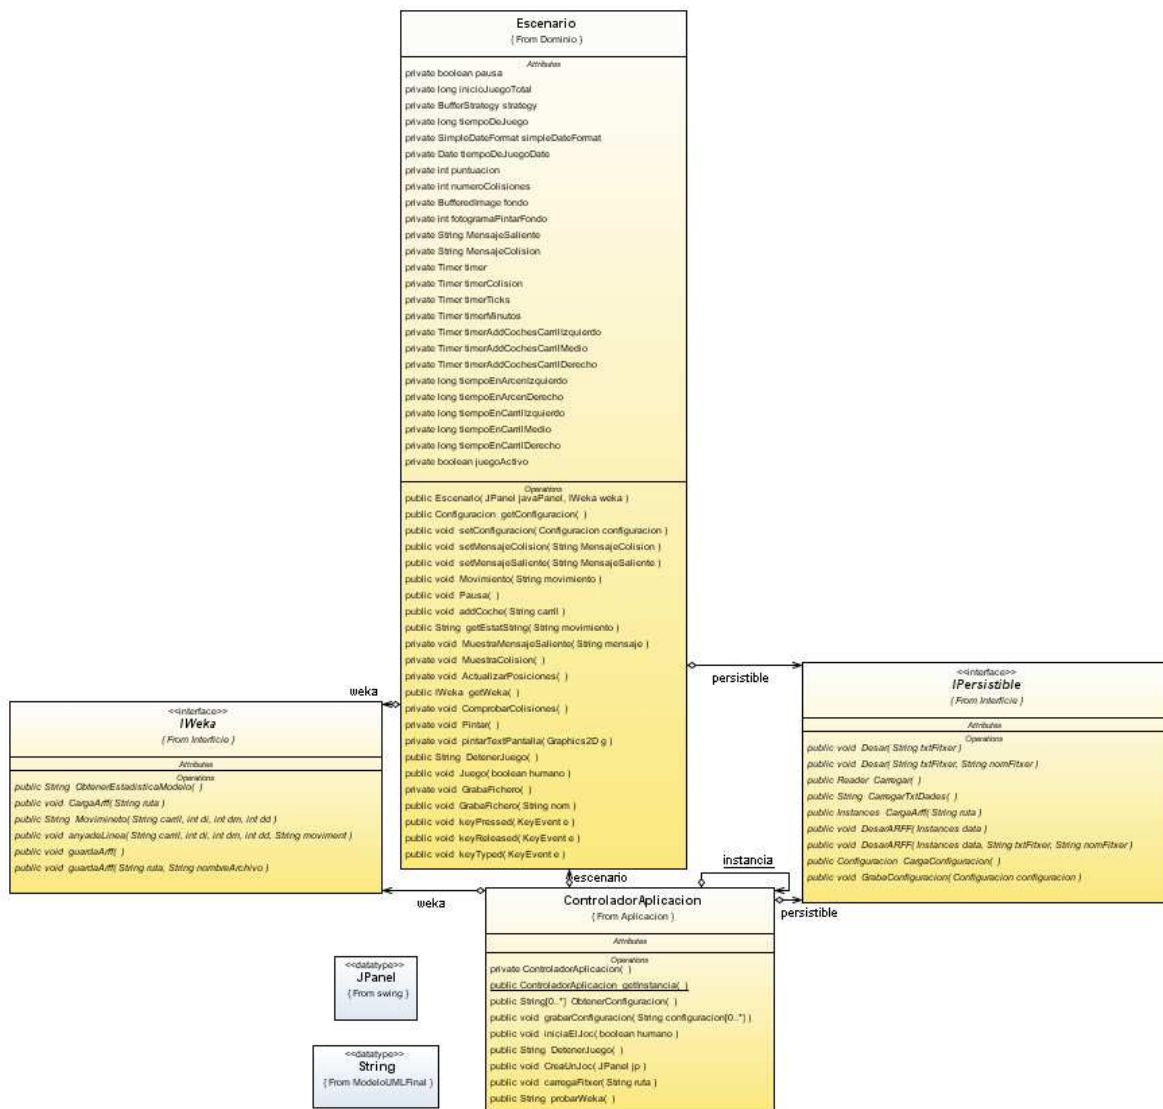 Escenario
{ From Dominio }
Attributes
private boolean pausa
private long inicioJuegoTotal
private BufferStrategy strategy
private long tiempoDeJuego
private SimpleDateFormat simpleDateFormat
private Date tiempoDeJuegoDate
private int puntuacion
private int numeroColisiones
private BufferedImage fondo
private int fotogramaPintarFondo
private String MensajeSaliente
private String MensajeColision
private Timer timer
private Timer timerColision
private Timer timerTicks
private Timer timerMinutos
private Timer timerAddCochesCarrilIzquierdo
private Timer timerAddCochesCarrilMedio
private Timer timerAddCochesCarrilDerecho
private long tiempoEnArcenIzquierdo
private long tiempoEnArcenDerecho
private long tiempoEnCarrilIzquierdo
private long tiempoEnCarrilMedio
private long tiempoEnCarrilDerecho
private boolean juegoActivo
Operations
public Escenario( JPanel javaPanel, IWeka weka )
public Configuracion getConfiguracion( )
public void setConfiguracion( Configuracion configuracion )
public void setMensajeColision( String MensajeColision )
public void setMensajeSaliente( String MensajeSaliente )
public void Movimiento( String movimiento )
public void Pausa( )
public void addCoche( String carril )
public String getEstatString( String movimiento )
private void MuestraMensajeSaliente( String mensaje )
private void MuestraColision( )
private void ActualizarPosiciones( )
public IWeka getWeka( )
private void ComprobarColisiones( )
private void Pintar( )
private void pintarTextPantalla( Graphics2D g )
public String DetenerJuego( )
public void Juego( boolean humano )
private void GrabaFichero( )
public void GrabaFichero( String nom )
public void keyPressed( KeyEvent e )
public void keyReleased( KeyEvent e )
public void keyTyped( KeyEvent e )
weka
persistible
<<interface>>
IWeka
{ From Interficie }
Attributes
Operations
public String ObtenerEstadisticaModelo( )
public void CargaArff( String ruta )
public String Movimineto( String carril, int di, int dm, int dd )
public void anyadeLinea( String carril, int di, int dm, int dd, String moviment )
public void guardaArff( )
public void guardaArff( String ruta, String nombreArchivo )
<<interface>>
IPersistible
{ From Interficie }
Attributes
Operations
public void Desar( String txtFitxer )
public void Desar( String txtFitxer, String nomFitxer )
public Reader Carregar( )
public String CarregarTxtDades( )
public Instances CargaArff( String ruta )
public void DesarARFF( Instances data )
public void DesarARFF( Instances data, String txtFitxer, String nomFitxer )
public Configuracion CargaConfiguracion( )
public void GrabaConfiguracion( Configuracion configuracion )
escenario
instancia
weka
persistible
ControladorAplicacion
{ From Aplicacion }
Attributes
Operations
private ControladorAplicacion( )
public ControladorAplicacion getInstancia( )
public String[0..*] ObtenerConfiguracion( )
public void grabarConfiguracion( String configuracion[0..*] )
public void iniciaElJoc( boolean humano )
public String DetenerJuego( )
public void CreaUnJoc( JPanel jp )
public void carregaFitxer( String ruta )
public String probarWeka( )
<<datatype>>
JPanel
{ From swing }
<<datatype>>
String
{ From ModeloUMLFinal }